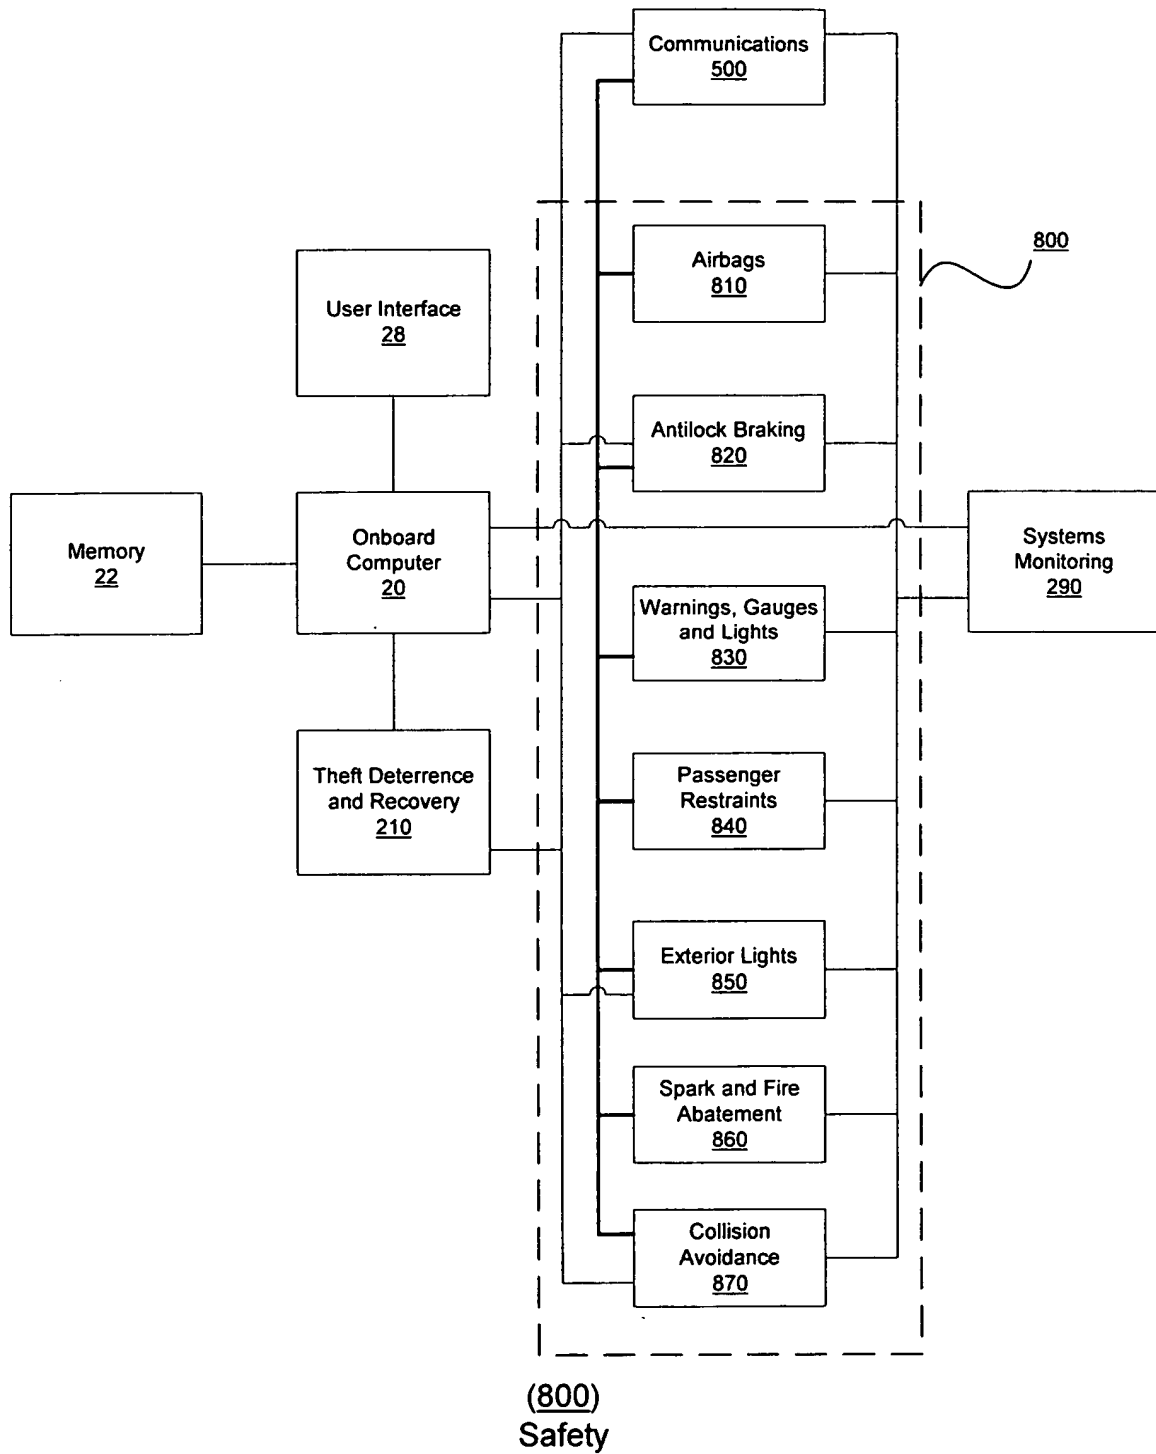 Communications
500
800
Airbags
810
User Interface
28
Antilock Braking
820
Memory
22
Onboard
Computer
20
Systems
Monitoring
290
Warnings, Gauges
and Lights
830
Theft Deterrence
and Recovery
210
Passenger
Restraints
840
Exterior Lights
850
Spark and Fire
Abatement
860
Collision
Avoidance
870
(800)
Safety